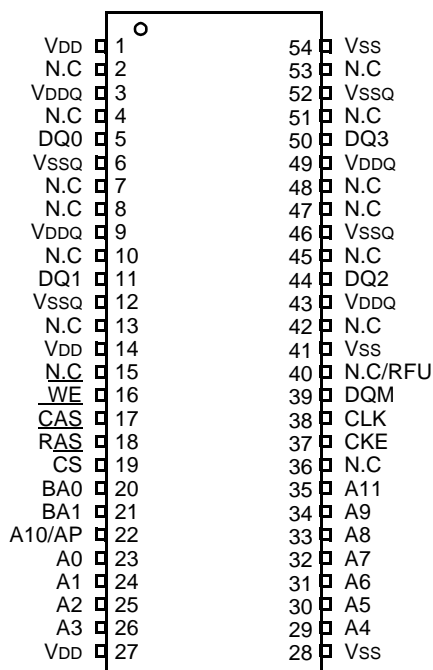 VDD 1 54 VSS
N.C 2 53 N.C
VDDQ 3 52 VSSQ
N.C 4 51 N.C
DQ0 5 50 DQ3
VSSQ 6 49 VDDQ
N.C 7 48 N.C
N.C 8 47 N.C
VDDQ 9 46 VSSQ
N.C 10 45 N.C
DQ1 11 44 DQ2
VSSQ 12 43 VDDQ
N.C 13 42 N.C
VDD 14 41 VSS
N.C 15 40 N.C/RFU
WE 16 39 DQM
CAS 17 38 CLK
RAS 18 37 CKE
CS 19 36 N.C
BA0 20 35 A11
BA1 21 34 A9
A10/AP 22 33 A8
A0 23 32 A7
A1 24 31 A6
A2 25 30 A5
A3 26 29 A4
VDD 27 28 VSS